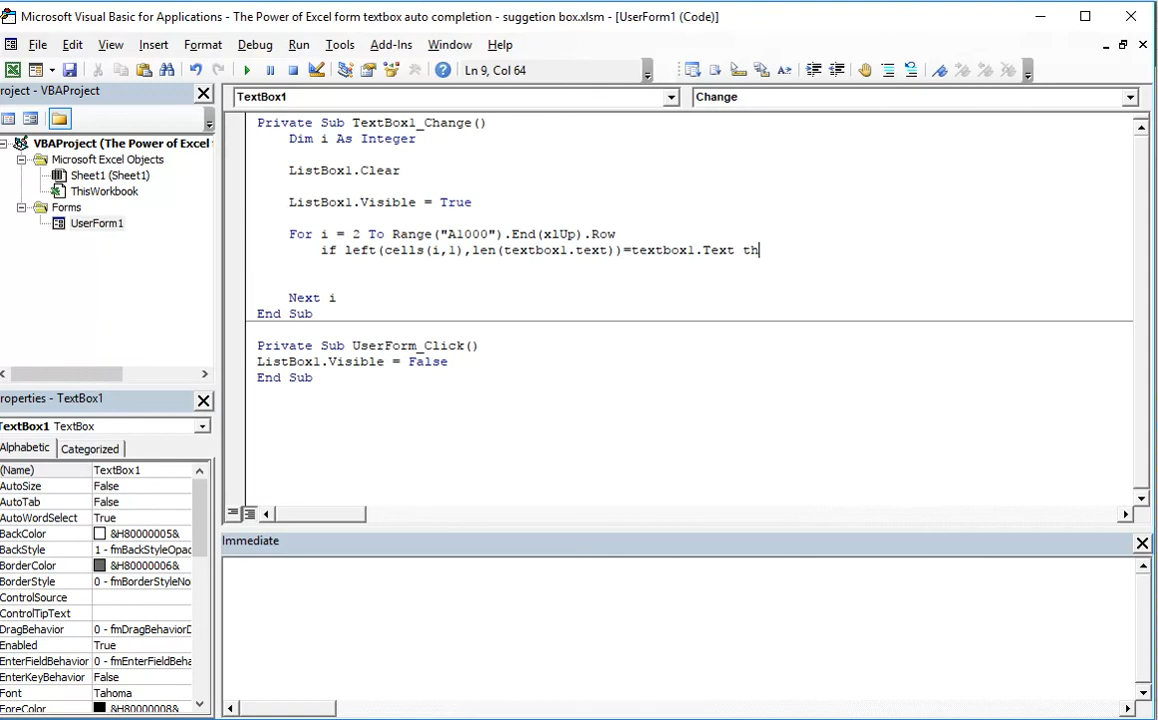 Microsoft Visual Basic for Applications - The Power of Excel form textbox auto completion - suggetion box.xlsm - [UserForm1 (Code)]
File Edit View Insert Format Debug Run Tools Add-Ins Window Help
Ln 9, Col 64
roject - VBAProject
TextBox1
Change
VBAProject (The Power of Excel
Microsoft Excel Objects
Sheet1 (Sheet1)
ThisWorkbook
Forms
UserForm1
Private Sub TextBox1_Change()
Dim i As Integer
ListBox1.Clear
ListBox1.Visible = True
For i = 2 To Range("A1000").End(xlUp).Row
if left(cells(i,1),len(textbox1.text))=textbox1.Text th
Next i
End Sub
Private Sub UserForm_Click()
ListBox1.Visible = False
End Sub
roperties - TextBox1
TextBox1 TextBox
Alphabetic Categorized
(Name) TextBox1
AutoSize False
AutoTab False
AutoWordSelect True
BackColor &H80000005&
BackStyle 1 - fmBackStyleOpac
BorderColor &H80000006&
BorderStyle 0 - fmBorderStyleNo
ControlSource
ControlTipText
DragBehavior 0 - fmDragBehaviorD
Enabled True
EnterFieldBehavior 0 - fmEnterFieldBeha
EnterKeyBehavior False
Font Tahoma
ForeColor &H80000008&
Immediate